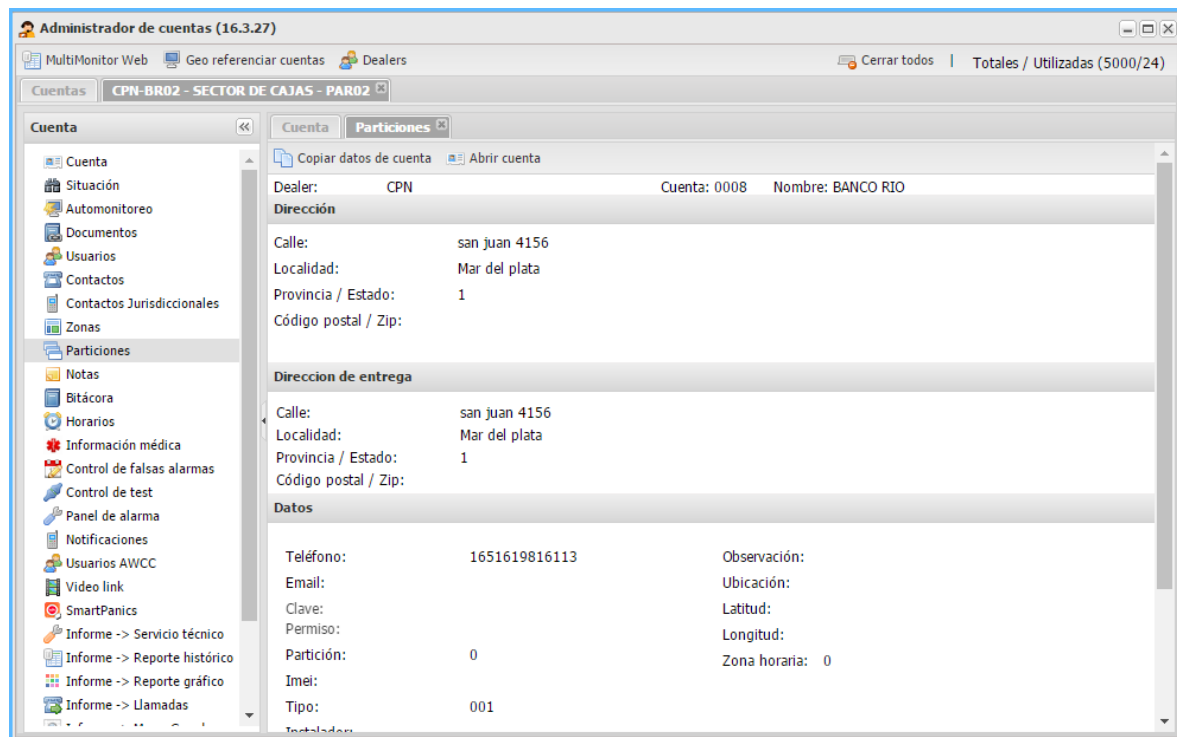 Administrador de cuentas (16.3.27)
MultiMonitor Web Geo referenciar cuentas Dealers Cerrar todos | Totales / Utilizadas (5000/24)
Cuentas CPN-BR02 - SECTOR DE CAJAS - PAR02
Cuenta
Cuenta
Situación
Automonitoreo
Documentos
Usuarios
Contactos
Contactos Jurisdiccionales
Zonas
Particiones
Notas
Bitácora
Horarios
Información médica
Control de falsas alarmas
Control de test
Panel de alarma
Notificaciones
Usuarios AWCC
Video link
SmartPanics
Informe -> Servicio técnico
Informe -> Reporte histórico
Informe -> Reporte gráfico
Informe -> Llamadas
Cuenta Particiones
Copiar datos de cuenta Abrir cuenta
Dealer: CPN Cuenta: 0008 Nombre: BANCO RIO
Dirección
Calle: san juan 4156
Localidad: Mar del plata
Provincia / Estado: 1
Código postal / Zip:
Direccion de entrega
Calle: san juan 4156
Localidad: Mar del plata
Provincia / Estado: 1
Código postal / Zip:
Datos
Teléfono: 1651619816113 Observación:
Email: Ubicación:
Clave: Latitud:
Permiso: Longitud:
Partición: 0 Zona horaria: 0
Imei:
Tipo: 001
Instalador: